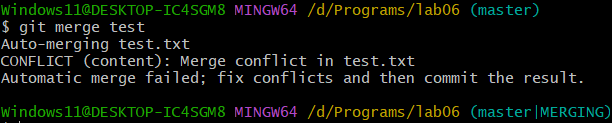 Windows11@DESKTOP-IC4SGM8 MINGW64 /d/Programs/lab06 (master)
$ git merge test
Auto-merging test.txt
CONFLICT (content): Merge conflict in test.txt
Automatic merge failed; fix conflicts and then commit the result.

Windows11@DESKTOP-IC4SGM8 MINGW64 /d/Programs/lab06 (master|MERGING)